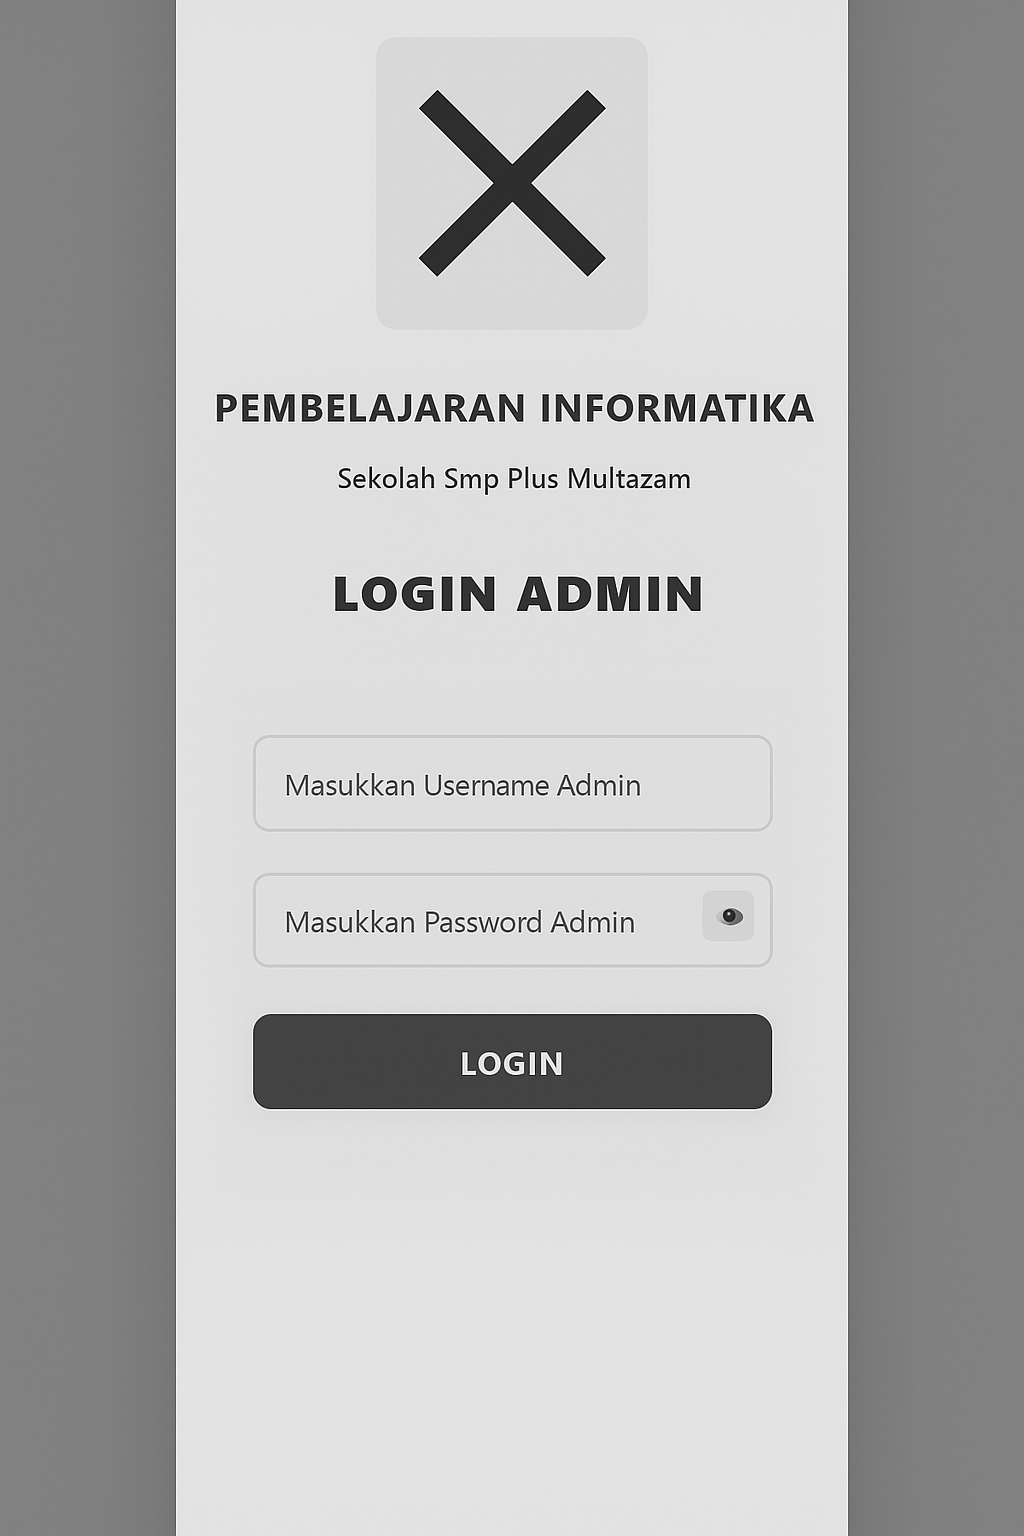 PEMBELAJARAN INFORMATIKA
Sekolah Smp Plus Multazam
LOGIN ADMIN
Masukkan Username Admin
Masukkan Password Admin
LOGIN